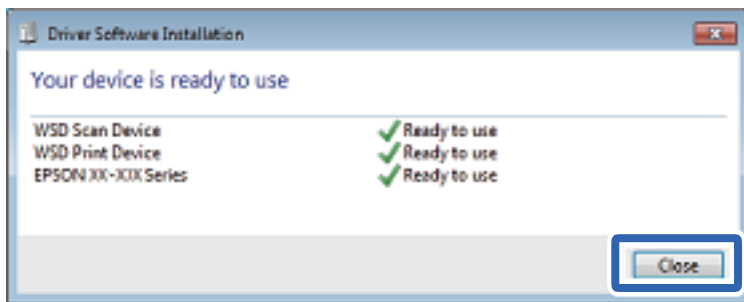 Driver Software Installation
Your device is ready to use
WSD Scan Device Ready to use
WSD Print Device Ready to use
EPSON XX-XXX Series Ready to use
Close